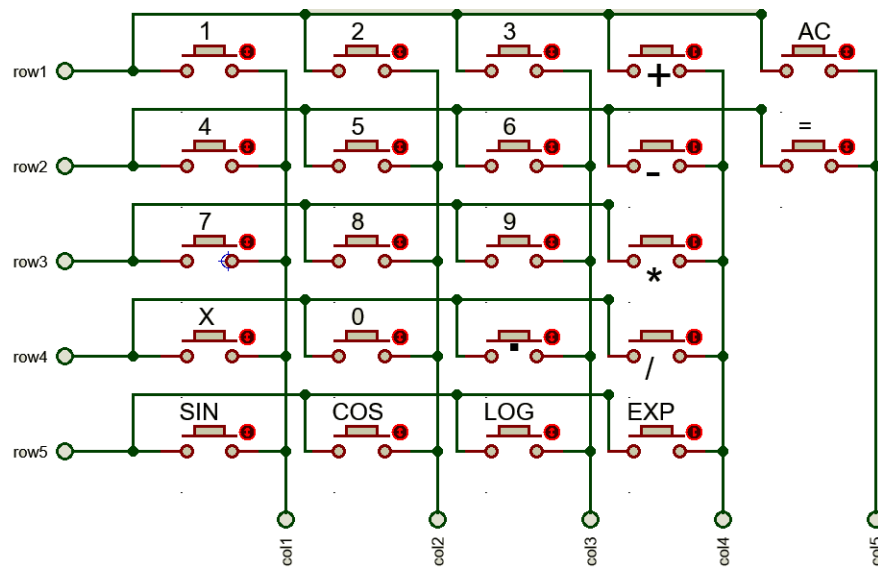 1 2 3 + AC
row1
4 5 6 - =
row2
7 8 9 *
row3
X 0 . /
row4
SIN COS LOG EXP
row5
col1 col2 col3 col4 col5